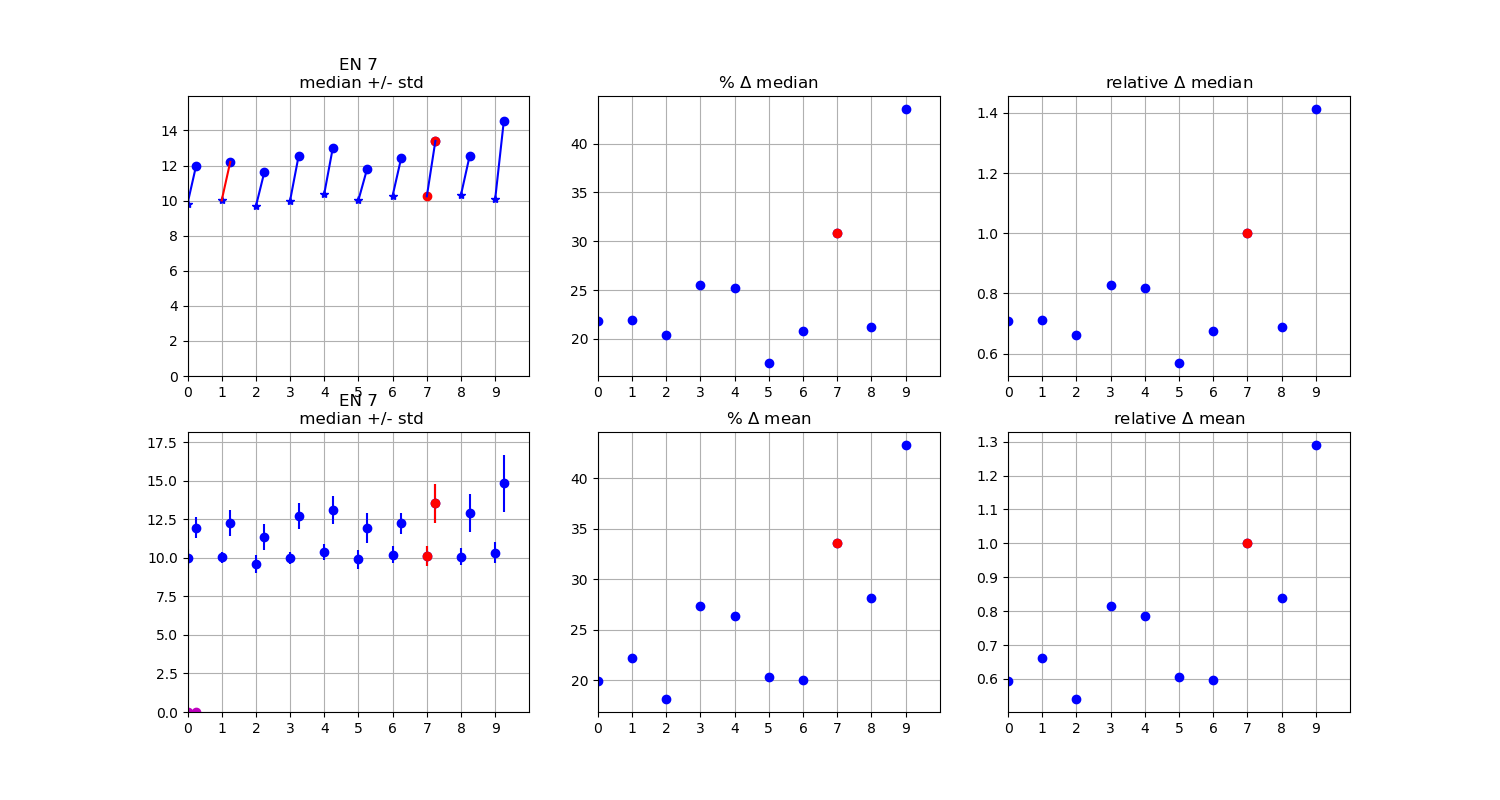 EN 7
median +/- std
14
12
10
8
6
4
2
0
0 1 2 3 4 5 6 7 8 9
% Δ median
40
35
30
25
20
0 1 2 3 4 5 6 7 8 9
relative Δ median
1.4
1.2
1.0
0.8
0.6
0 1 2 3 4 5 6 7 8 9
EN 7
median +/- std
17.5
15.0
12.5
10.0
7.5
5.0
2.5
0.0
0 1 2 3 4 5 6 7 8 9
% Δ mean
40
35
30
25
20
0 1 2 3 4 5 6 7 8 9
relative Δ mean
1.3
1.2
1.1
1.0
0.9
0.8
0.7
0.6
0 1 2 3 4 5 6 7 8 9